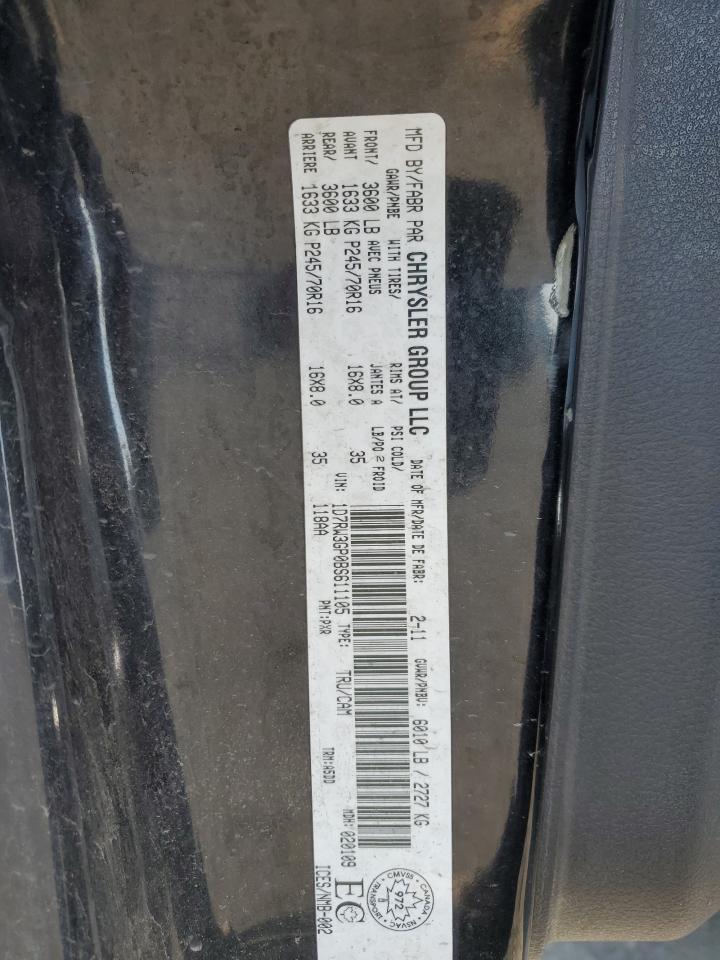 MFD BY/FABR PAR CHRYSLER GROUP LLC DATE OF MFR/DATE DE FABR: 2-11 GVWR/PNBV: 6010 LB / 2727 KG
GAWR/PNBE WITH TIRES/ RIMS AT/ PSI COLD/
AVEC PNEUS JANTES A LB/PO 2 FROID
FRONT/ 3600 LB
AVANT 1633 KG P245/70R16 16X8.0 35
REAR/ 3600 LB
ARRIERE 1633 KG P245/70R16 16X8.0 35
VIN: 1D7RW3GP0BS611105 TYPE: TRU/CAM MDH: 020109
118AA PNT:PXR TRM:A5DD
ICES/NMB-002
EC
CMVSS CANADA
TRANSPORT NSVAC
972